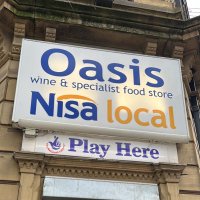 Oasis
wine & specialist food store
Nisa local
Play Here